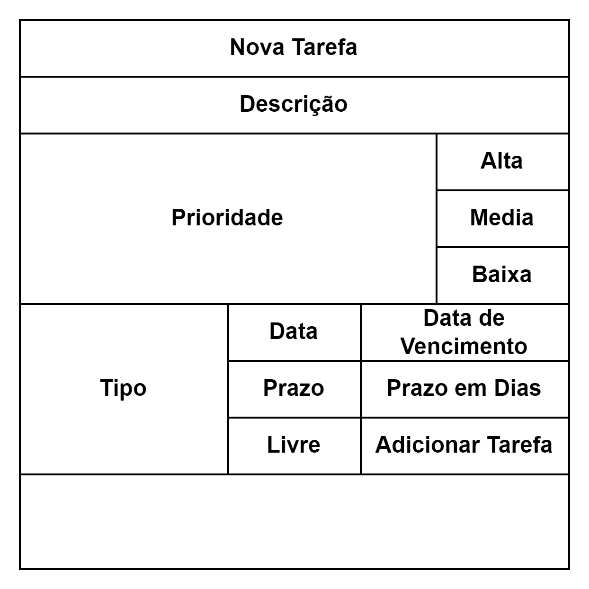 Nova Tarefa
Descrição
Prioridade
Alta
Media
Baixa
Tipo
Data
Data de
Vencimento
Prazo
Prazo em Dias
Livre
Adicionar Tarefa